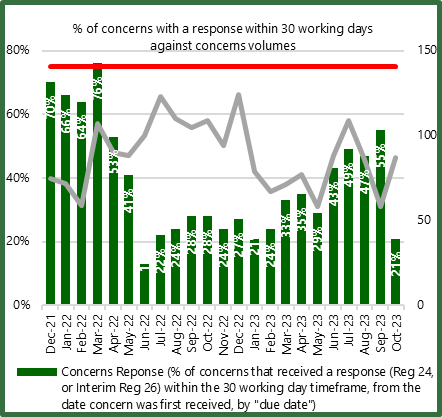 % of concerns with a response within 30 working days
against concerns volumes
80%
60%
40%
20%
0%
150
100
50
0
70%
66%
64%
76%
53%
41%
1
22%
24%
28%
28%
24%
27%
21
24%
33%
35%
29%
43%
49%
47%
55%
21%
Dec-21
Jan-22
Feb-22
Mar-22
Apr-22
May-22
Jun-22
Jul-22
Aug-22
Sep-22
Oct-22
Nov-22
Dec-22
Jan-23
Feb-23
Mar-23
Apr-23
May-23
Jun-23
Jul-23
Aug-23
Sep-23
Oct-23
Concerns Reponse (% of concerns that received a response (Reg 24,
or Interim Reg 26) within the 30 working day timeframe, from the
date concern was first received, by "due date")